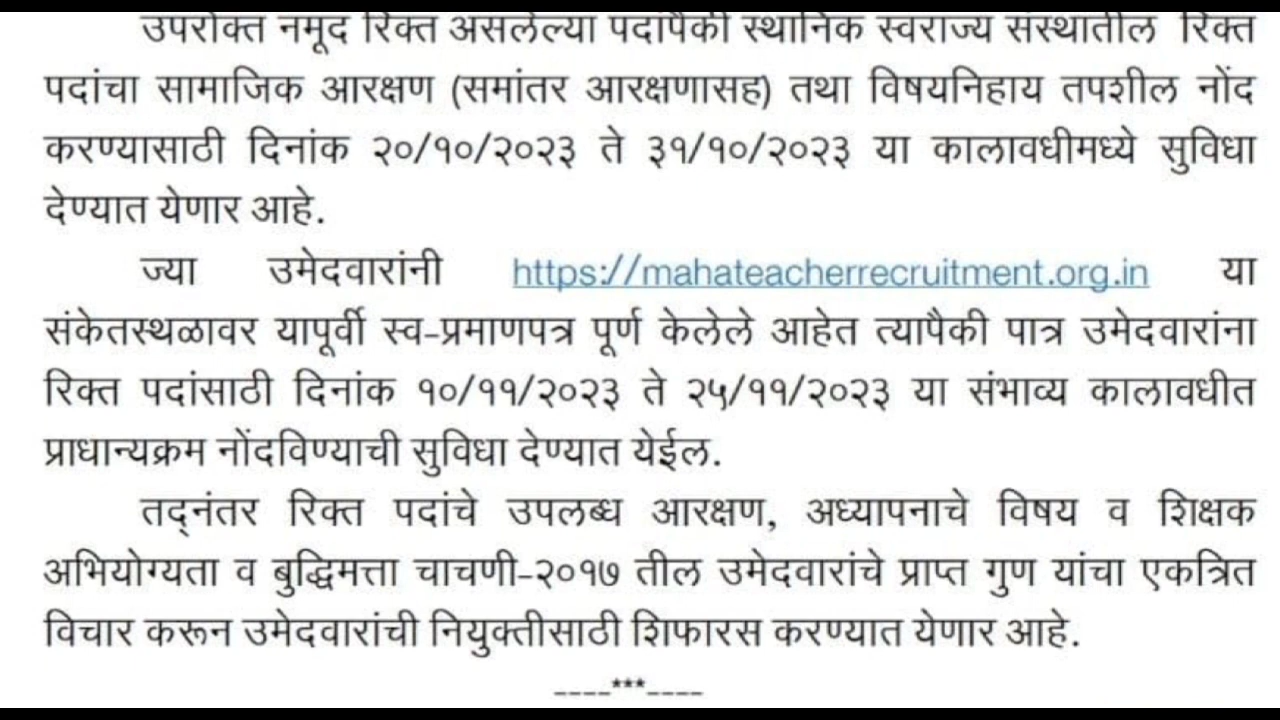 उपरोक्त नमूद रिक्त असलेल्या पदांपैकी स्थानिक स्वराज्य संस्थातील रिक्त
पदांचा सामाजिक आरक्षण (समांतर आरक्षणासह) तथा विषयनिहाय तपशील नोंद
करण्यासाठी दिनांक २०/१०/२०२३ ते ३१/१०/२०२३ या कालावधीमध्ये सुविधा
देण्यात येणार आहे.
ज्या उमेदवारांनी https://mahateacherrecruitment.org.in या
संकेतस्थळावर यापूर्वी स्व-प्रमाणपत्र पूर्ण केलेले आहेत त्यापैकी पात्र उमेदवारांना
रिक्त पदांसाठी दिनांक १०/११/२०२३ ते २५/११/२०२३ या संभाव्य कालावधीत
प्राधान्यक्रम नोंदविण्याची सुविधा देण्यात येईल.
तद्नंतर रिक्त पदांचे उपलब्ध आरक्षण, अध्यापनाचे विषय व शिक्षक
अभियोग्यता व बुद्धिमत्ता चाचणी-२०१७ तील उमेदवारांचे प्राप्त गुण यांचा एकत्रित
विचार करून उमेदवारांची नियुक्तीसाठी शिफारस करण्यात येणार आहे.
____***____